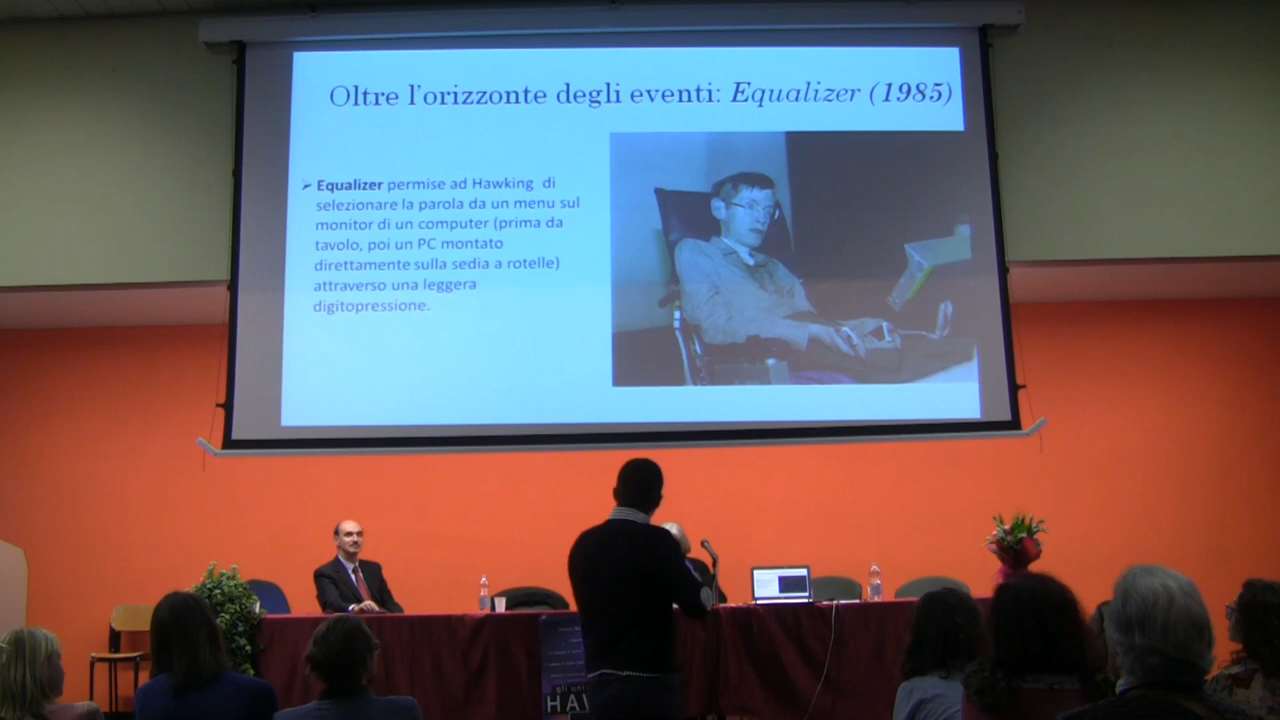 Oltre l'orizzonte degli eventi: Equalizer (1985)
Equalizer permise ad Hawking di
selezionare la parola da un menu sul
monitor di un computer (prima da
tavolo, poi un PC montato
direttamente sulla sedia a rotelle)
attraverso una leggera
digitopressione.
gli uni
HAW